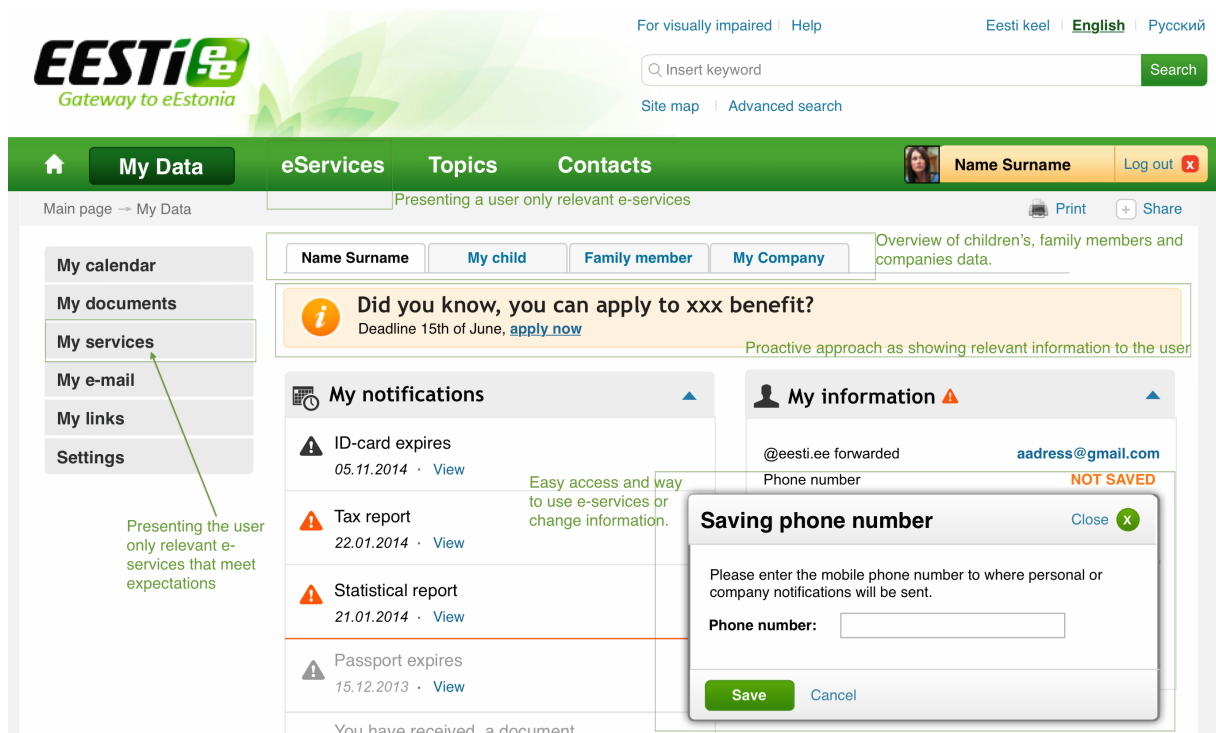 For visually impaired
Help
Eesti keel
English
Русский
EESTi ee
Gateway to eEstonia
Insert keyword
Search
Site map
Advanced search
My Data
eServices
Topics
Contacts
Name Surname
Log out x
Presenting a user only relevant e-services
Main page → My Data
Print
+ Share
My calendar
My documents
My services
My e-mail
My links
Settings
Presenting the user
only relevant e-
services that meet
expectations
Name Surname
My child
Family member
My Company
Overview of children's, family members and
companies data.
i
Did you know, you can apply to xxx benefit?
Deadline 15th of June, apply now
Proactive approach as showing relevant information to the user
My notifications
ID-card expires
05.11.2014 · View
Tax report
22.01.2014 · View
Statistical report
21.01.2014 · View
Passport expires
15.12.2013 · View
You have received a document
Easy access and way
to use e-services or
change information.
My information
@eesti.ee forwarded
aadress@gmail.com
Phone number
NOT SAVED
Saving phone number
Close x
Please enter the mobile phone number to where personal or
company notifications will be sent.
Phone number:
Save
Cancel